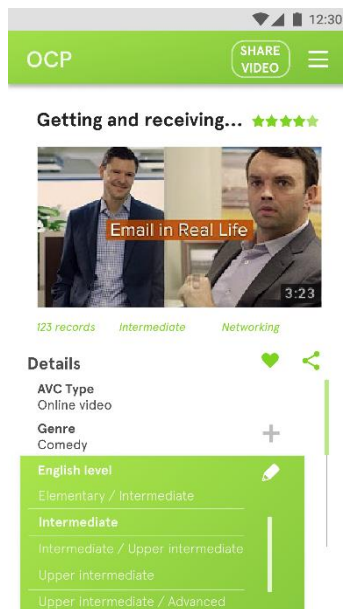 12:30
OCP
SHARE
VIDEO
Getting and receiving...
Email in Real Life
3:23
123 records Intermediate Networking
Details
AVC Type
Online video
Genre
Comedy
English level
Elementary / Intermediate
Intermediate
Intermediate / Upper intermediate
Upper intermediate
Upper intermediate / Advanced